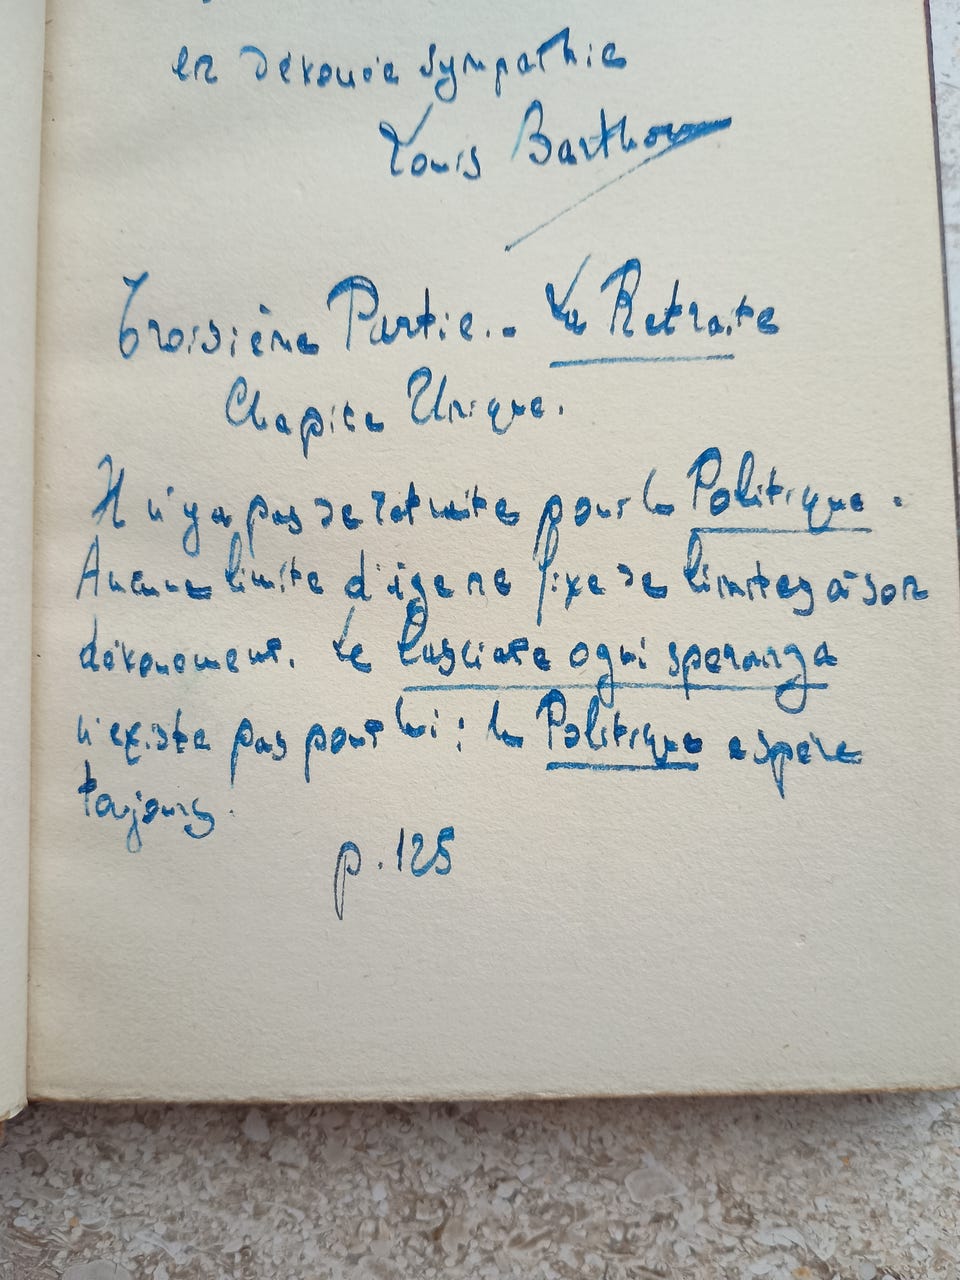 en dévouée sympathie
Louis Barthou
Troisième Partie.. La Retraite
Chapitre Unique.
Il n'y a pas de retraite pour le Politique.
Aucune limite d'âge ne fixe de limites à son
dévouement. Le lasciate ogni speranza
n'existe pas pour lui : le Politique espère
toujours.
p. 125